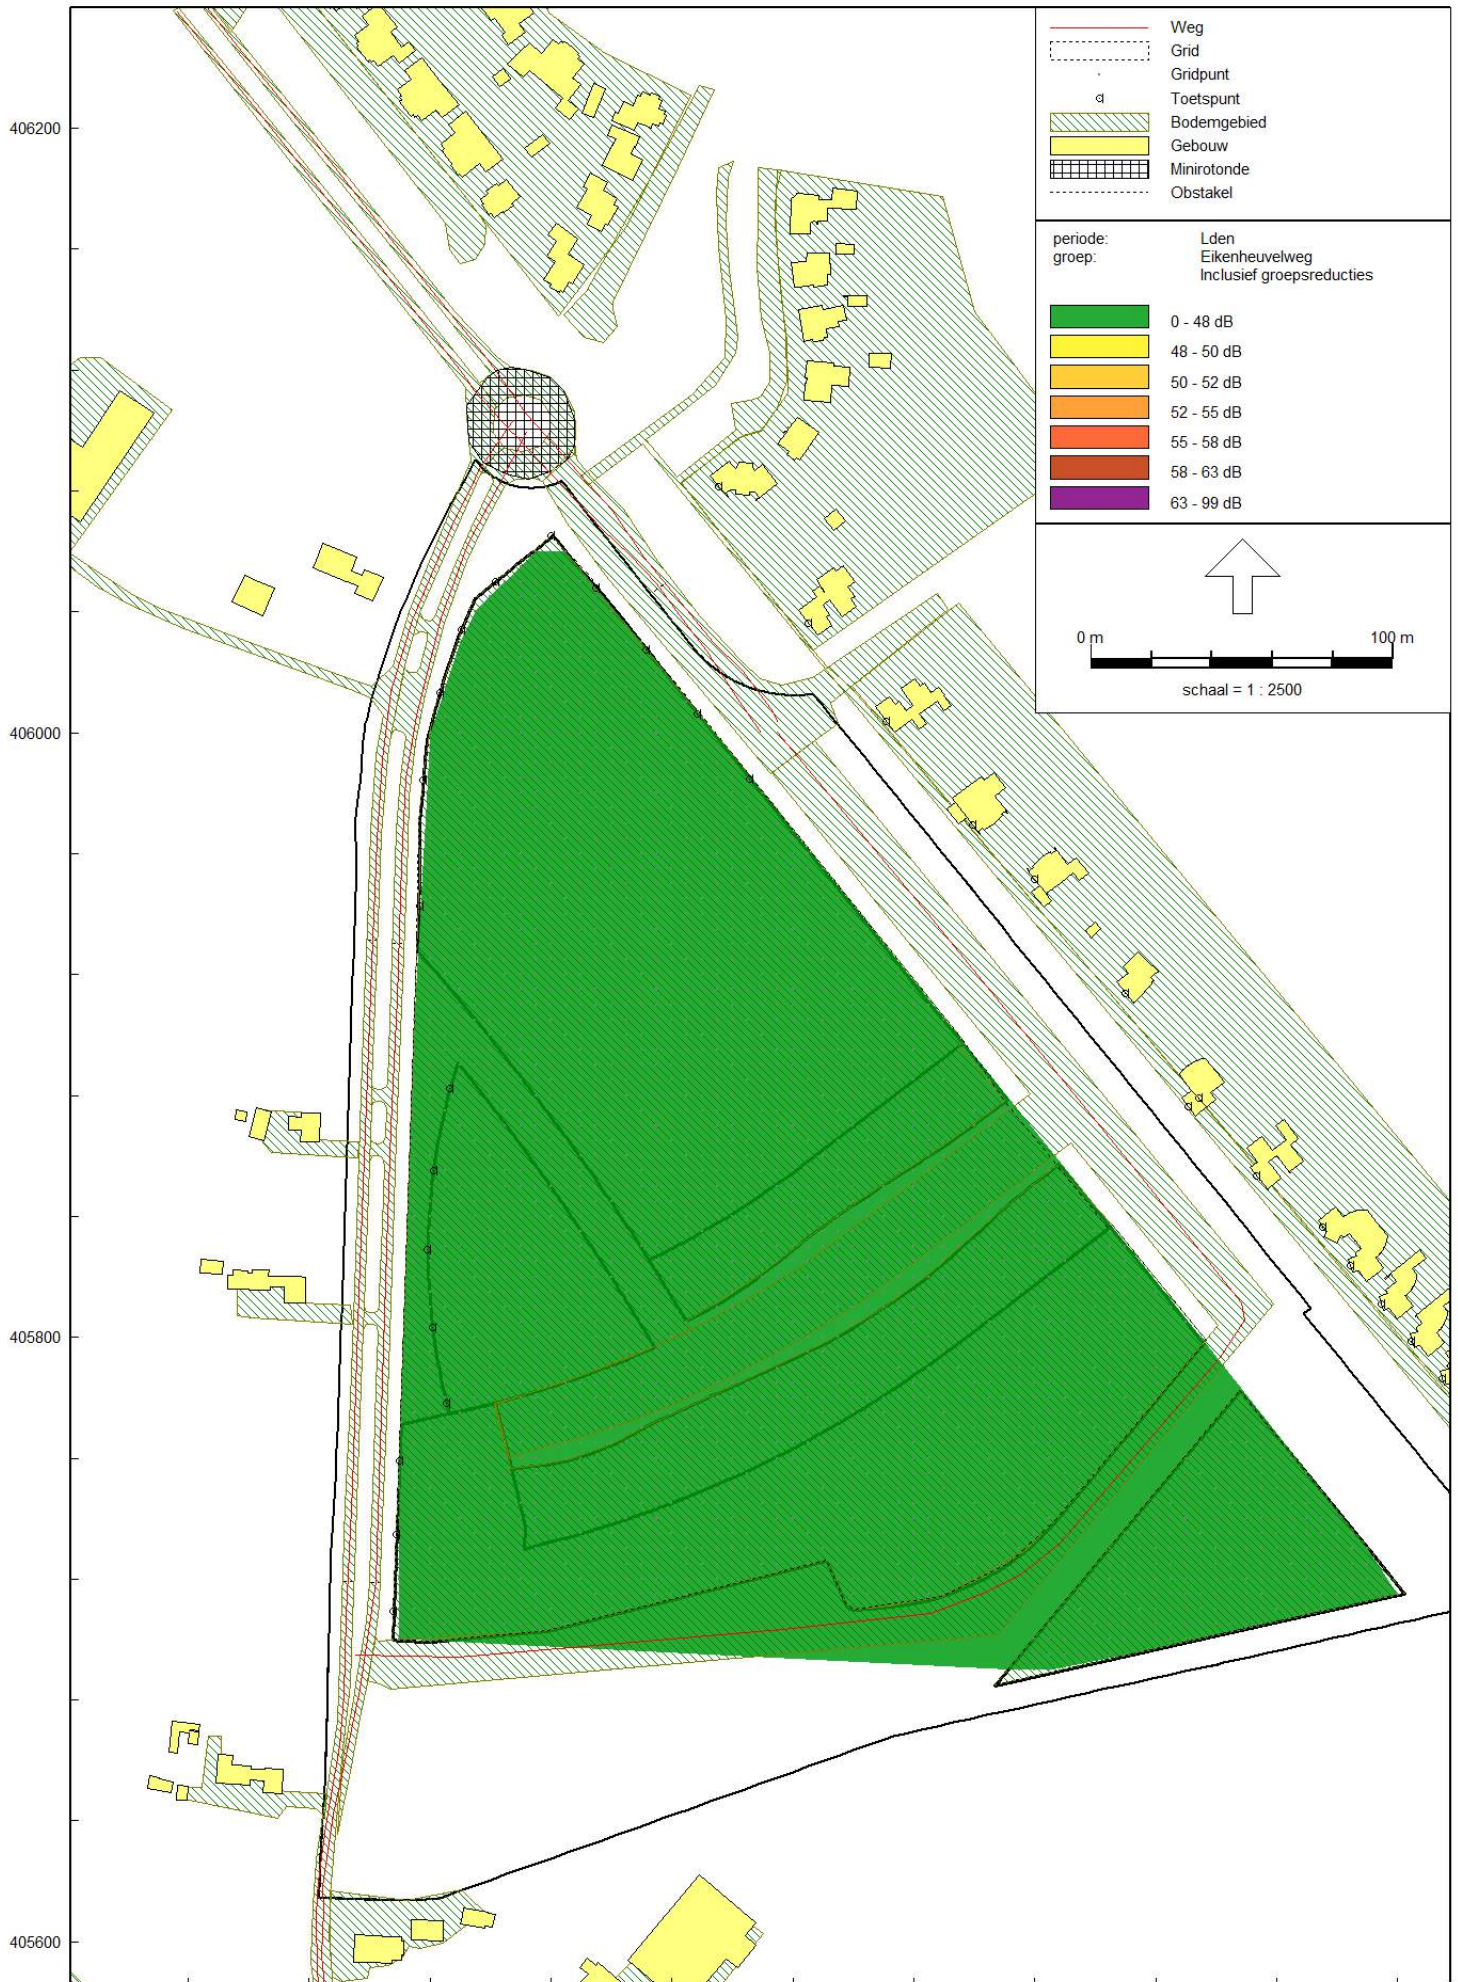 Weg
Grid
Gridpunt
Toetspunt
Bodemgebied
Gebouw
Minirotonde
Obstakel
periode: Lden
groep: Eikenheuvelweg
Inclusief groepsreducties
0 - 48 dB
48 - 50 dB
50 - 52 dB
52 - 55 dB
55 - 58 dB
58 - 63 dB
63 - 99 dB
0 m 100 m
schaal = 1 : 2500
406200
406000
405800
405600